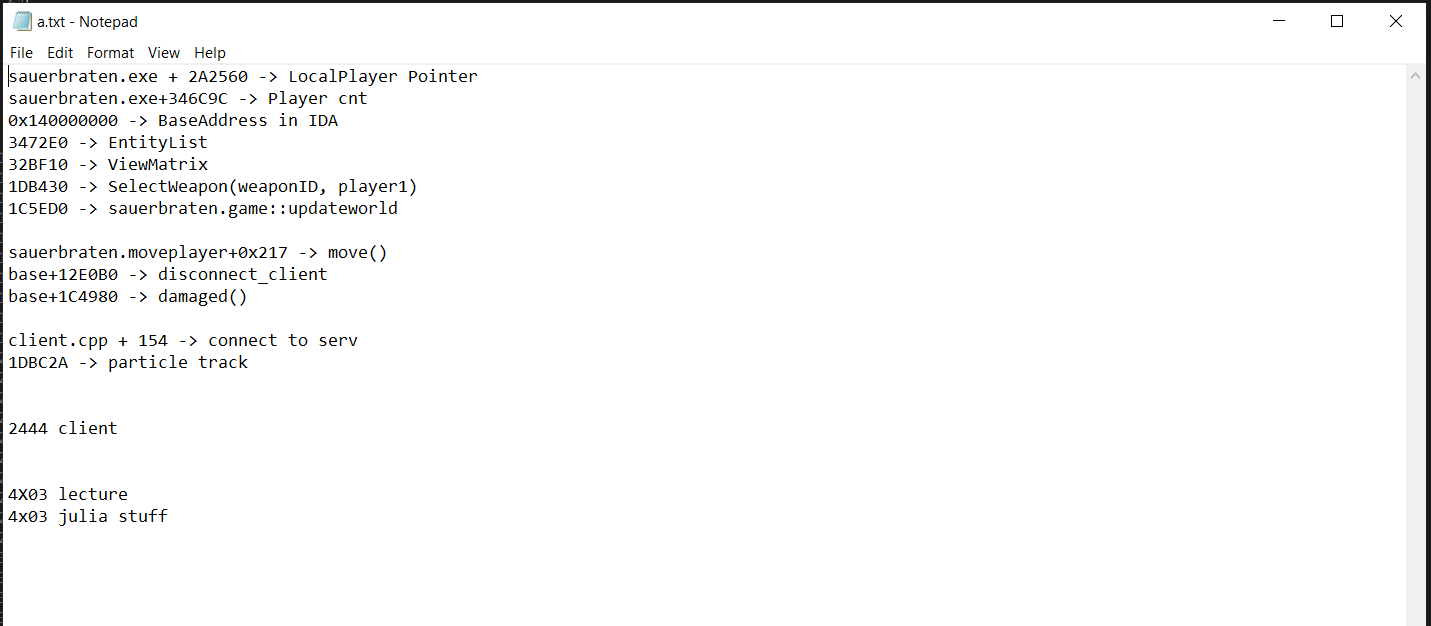 a.txt - Notepad
File Edit Format View Help
sauerbraten.exe + 2A2560 -> LocalPlayer Pointer
sauerbraten.exe+346C9C -> Player cnt
0x140000000 -> BaseAddress in IDA
3472E0 -> EntityList
32BF10 -> ViewMatrix
1DB430 -> SelectWeapon(weaponID, player1)
1C5ED0 -> sauerbraten.game::updateworld
sauerbraten.moveplayer+0x217 -> move()
base+12E0B0 -> disconnect_client
base+1C4980 -> damaged()
client.cpp + 154 -> connect to serv
1DBC2A -> particle track
2444 client
4X03 lecture
4x03 julia stuff